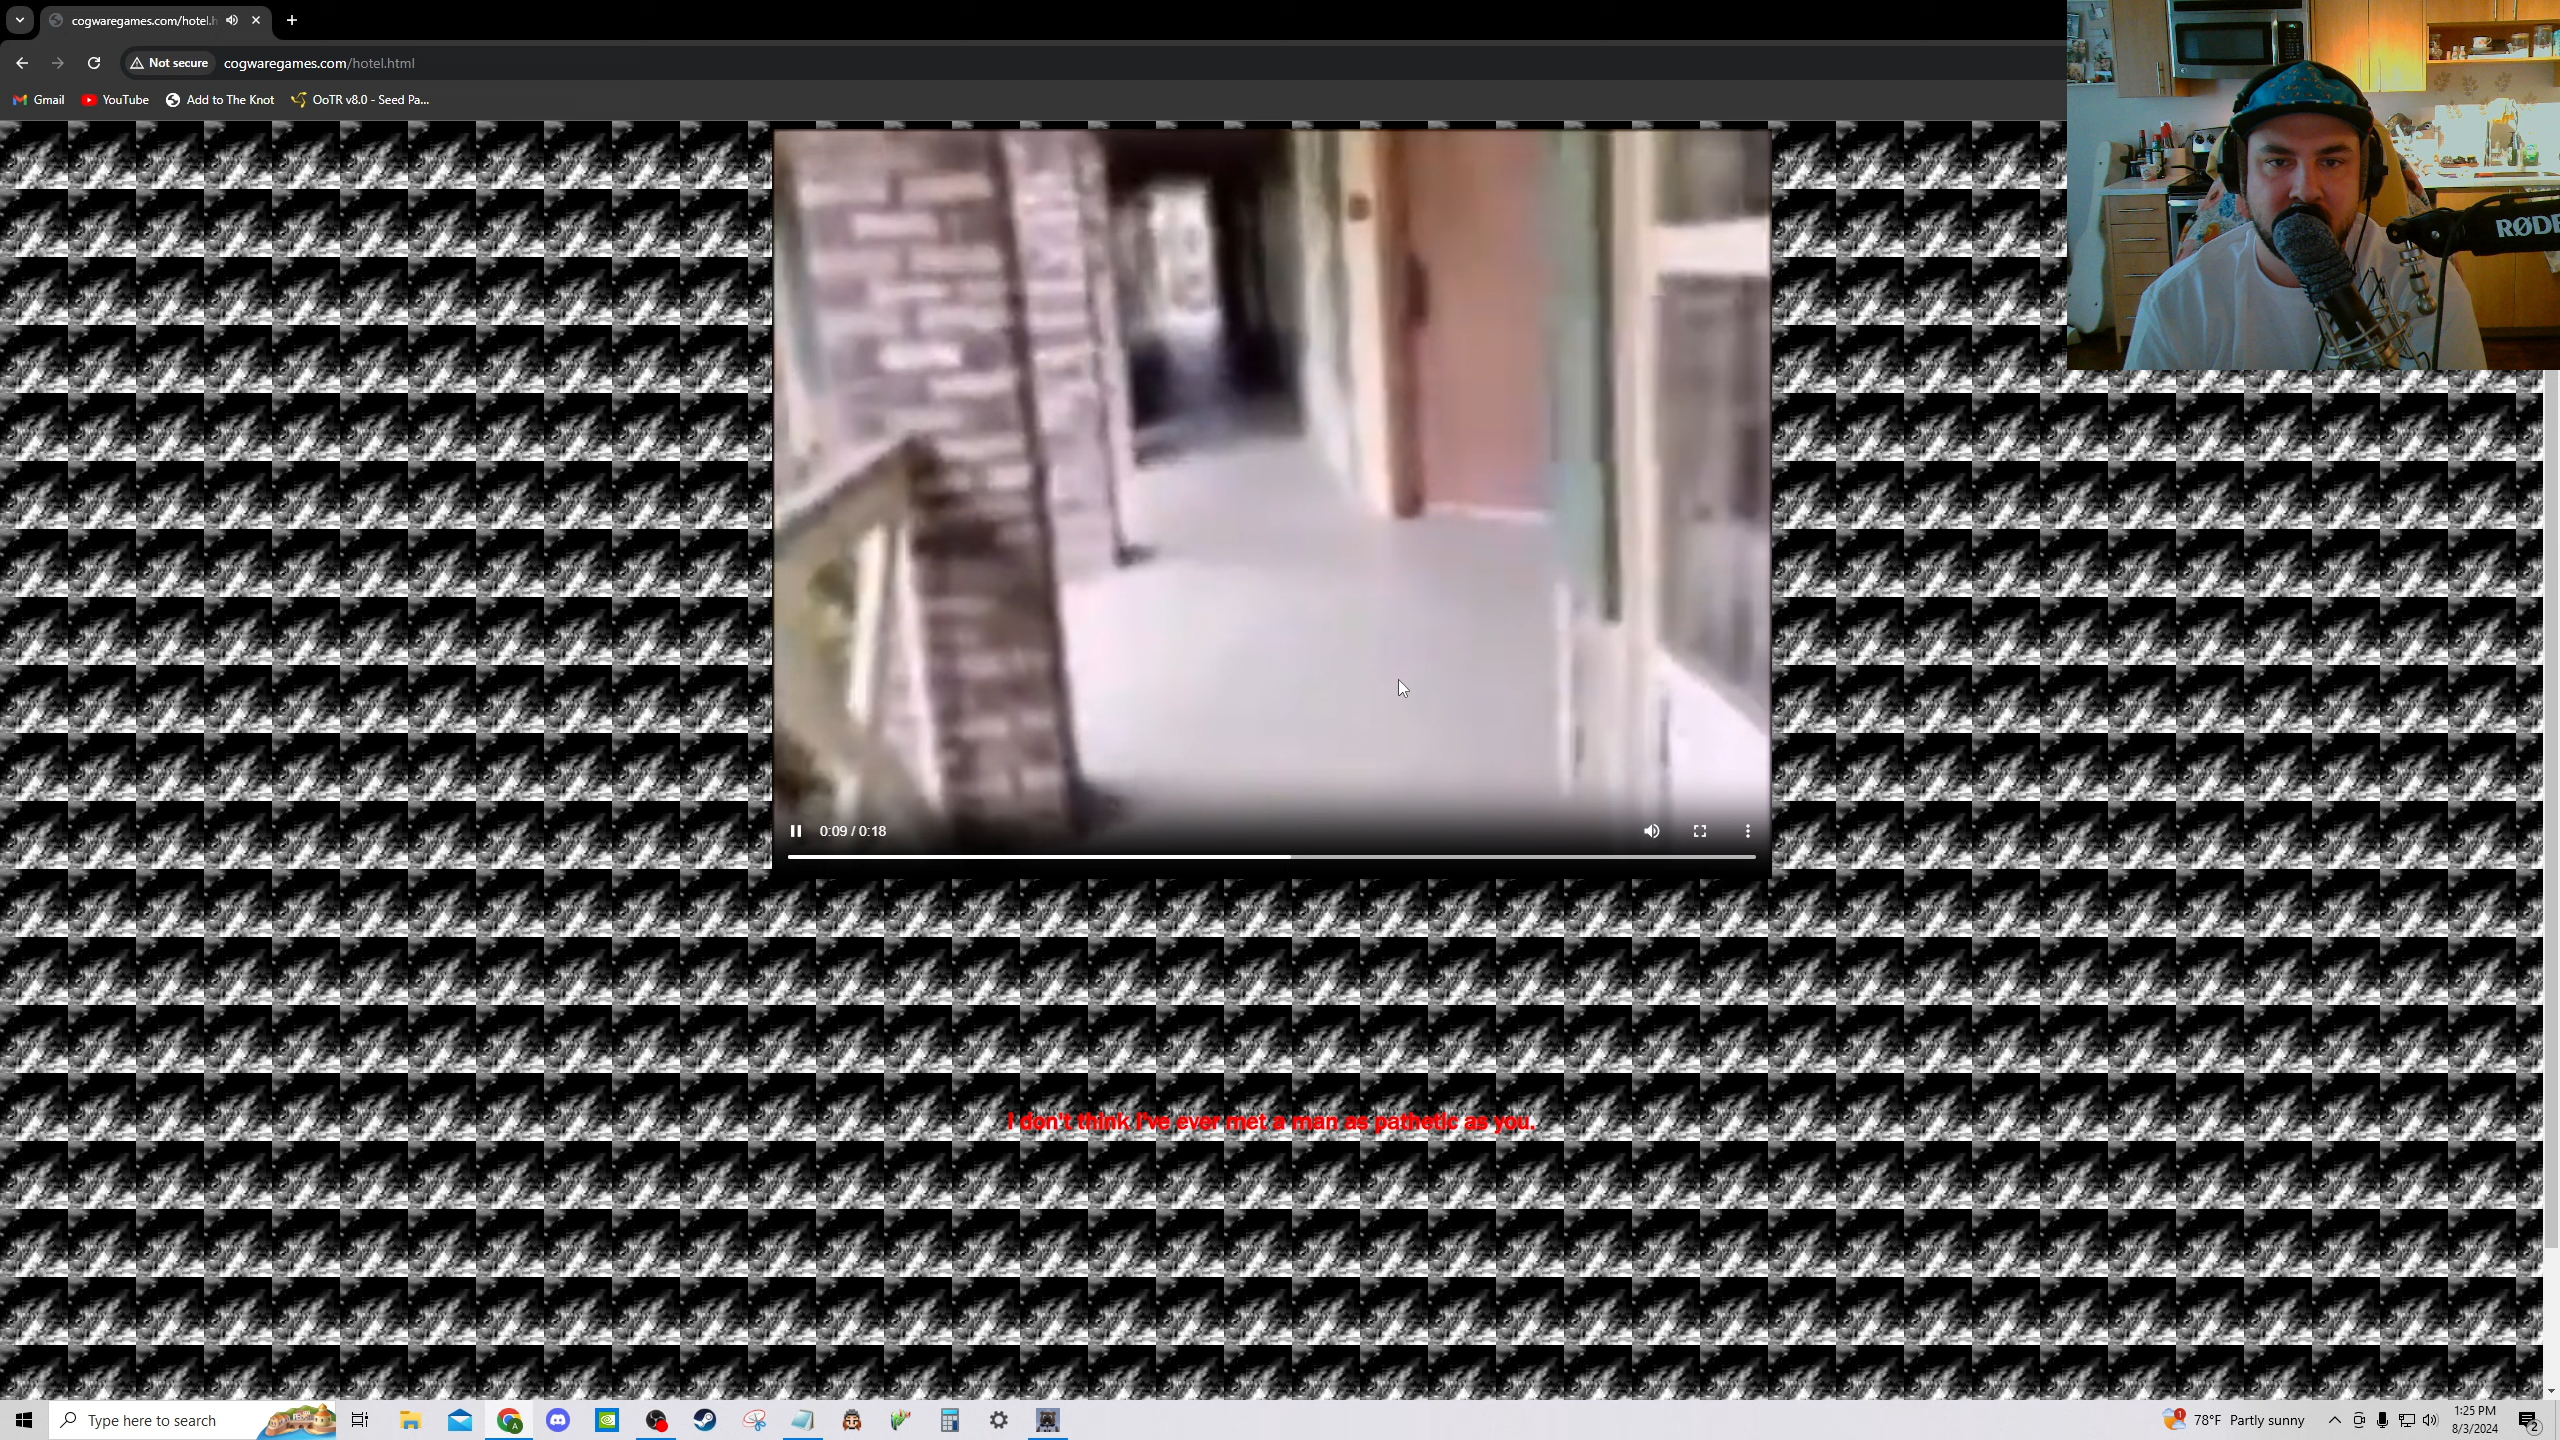 cogwaregames.com/hotel.h
Not secure
cogwaregames.com/hotel.html
Gmail
YouTube
Add to The Knot
OoTR v8.0 - Seed Pa...
RØDE
0:09 / 0:18
I don't think I've ever met a man as pathetic as you.
Type here to search
1
78°F Partly sunny
1:25 PM
8/3/2024
2